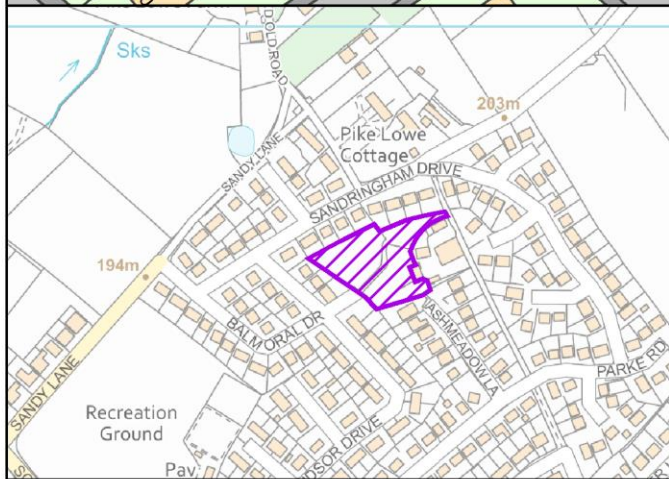 DOLD ROAD
Sks
203m
Pike Lowe
Cottage
SANDY LANE
SANDRINGHAM DRIVE
194m
BALMORAL DR
ASHMEADOW LA
PARKE RD
SANDY LANE
Recreation
Ground
DSOR DRIVE
Pav
SO